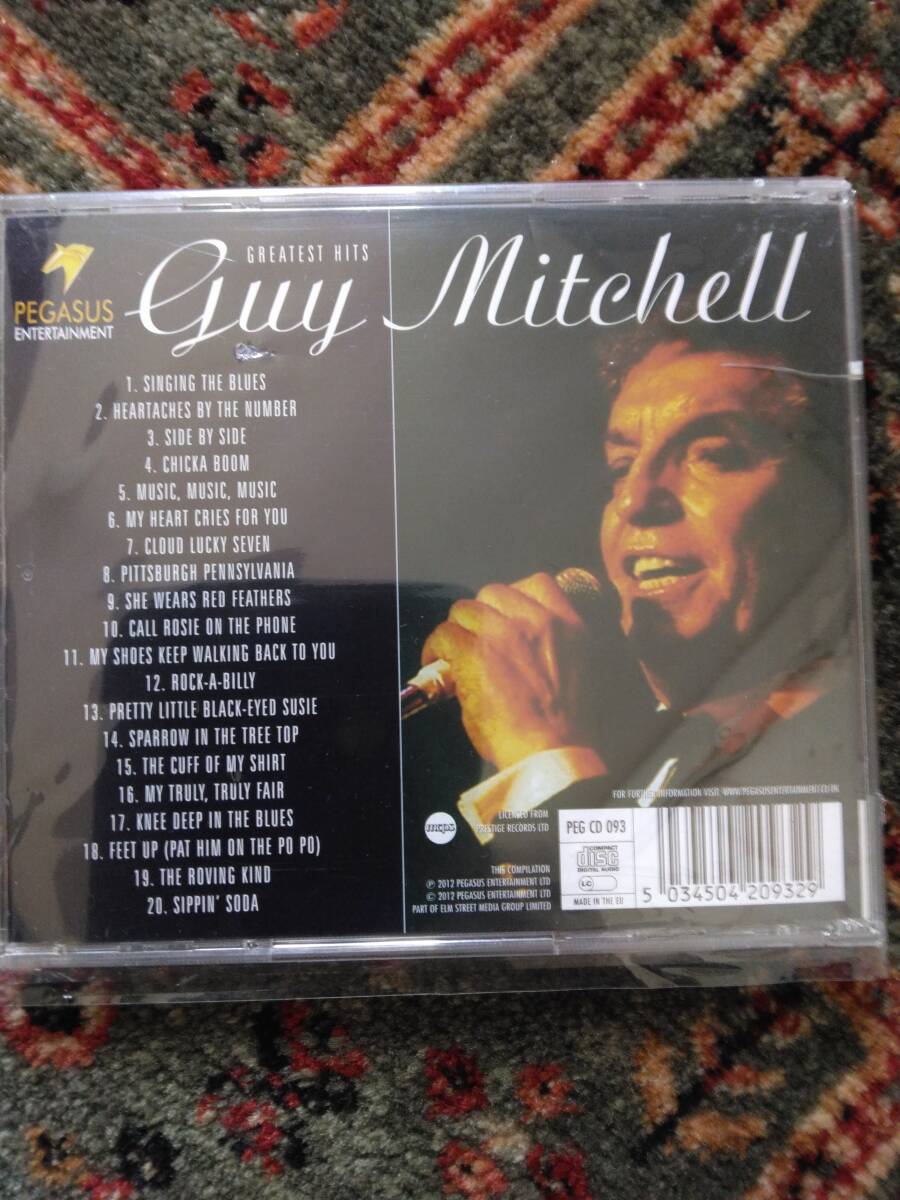 PEGASUS
ENTERTAINMENT
GREATEST HITS
Guy Mitchell
1. SINGING THE BLUES
2. HEARTACHES BY THE NUMBER
3. SIDE BY SIDE
4. CHICKA BOOM
5. MUSIC, MUSIC, MUSIC
6. MY HEART CRIES FOR YOU
7. CLOUD LUCKY SEVEN
8. PITTSBURGH PENNSYLVANIA
9. SHE WEARS RED FEATHERS
10. CALL ROSIE ON THE PHONE
11. MY SHOES KEEP WALKING BACK TO YOU
12. ROCK-A-BILLY
13. PRETTY LITTLE BLACK-EYED SUSIE
14. SPARROW IN THE TREE TOP
15. THE CUFF OF MY SHIRT
16. MY TRULY, TRULY FAIR
17. KNEE DEEP IN THE BLUES
18. FEET UP (PAT HIM ON THE PO PO)
19. THE ROVING KIND
20. SIPPIN' SODA
FOR FURTHER INFORMATION VISIT WWW.PEGASUSENTERTAINMENT.CO.UK
mcps
LICENSED FROM
PRESTIGE RECORDS LTD
THIS COMPILATION
℗ 2012 PEGASUS ENTERTAINMENT LTD
© 2012 PEGASUS ENTERTAINMENT LTD
PART OF ELM STREET MEDIA GROUP LIMITED
PEG CD 093
COMPACT
disc
DIGITAL AUDIO
LC
MADE IN THE EU
5 034504 209329